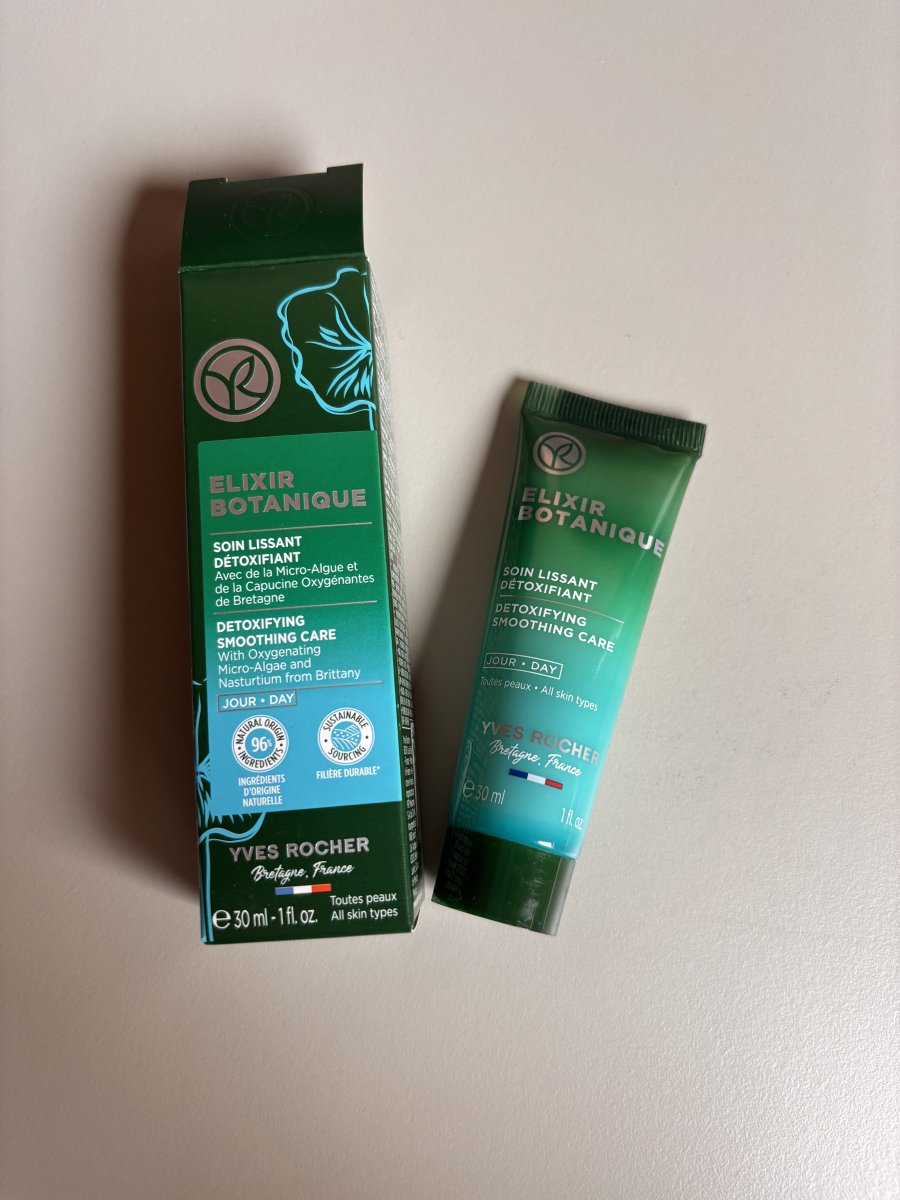 ELIXIR
BOTANIQUE
SOIN LISSANT
DÉTOXIFIANT
Avec de la Micro-Algue et
de la Capucine Oxygénantes
de Bretagne
DETOXIFYING
SMOOTHING CARE
With Oxygenating
Micro-Algae and
Nasturtium from Brittany
JOUR • DAY
NATURAL ORIGIN
96%
• INGREDIENTS •
INGRÉDIENTS
D'ORIGINE
NATURELLE
SUSTAINABLE
SOURCING
FILIÈRE DURABLE*
YVES ROCHER
Bretagne, France
Toutes peaux
All skin types
℮ 30 ml - 1 fl. oz.
ELIXIR
BOTANIQUE
SOIN LISSANT
DÉTOXIFIANT
DETOXIFYING
SMOOTHING CARE
JOUR • DAY
Toutes peaux • All skin types
YVES ROCHER
Bretagne, France
℮ 30 ml
1 fl. oz.